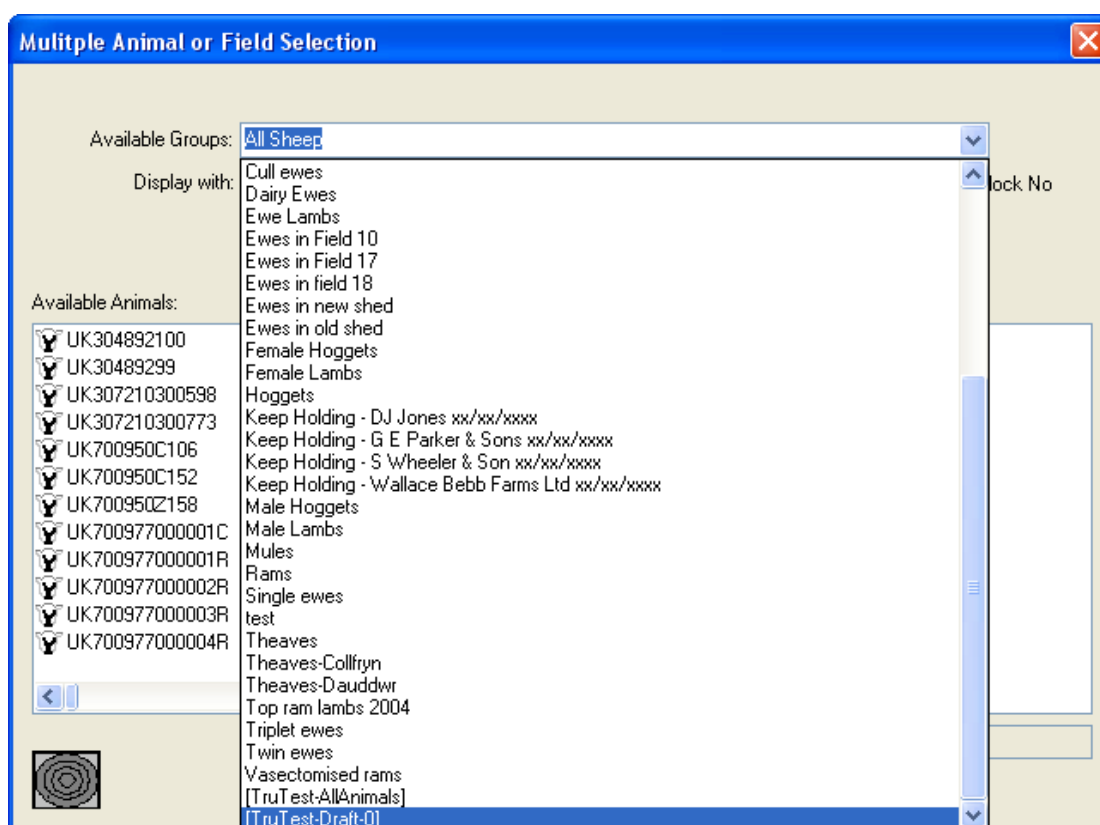 Mulitple Animal or Field Selection
Available Groups: All Sheep
Display with:
lock No
Cull ewes
Dairy Ewes
Ewe Lambs
Ewes in Field 10
Ewes in Field 17
Ewes in field 18
Ewes in new shed
Ewes in old shed
Female Hoggets
Female Lambs
Hoggets
Keep Holding - DJ Jones xx/xx/xxxx
Keep Holding - G E Parker & Sons xx/xx/xxxx
Keep Holding - S Wheeler & Son xx/xx/xxxx
Keep Holding - Wallace Bebb Farms Ltd xx/xx/xxxx
Male Hoggets
Male Lambs
Mules
Rams
Single ewes
test
Theaves
Theaves-Collfryn
Theaves-Dauddwr
Top ram lambs 2004
Triplet ewes
Twin ewes
Vasectomised rams
[TruTest-AllAnimals]
[TruTest-Draft-0]
Available Animals:
UK304892100
UK30489299
UK307210300598
UK307210300773
UK700950C106
UK700950C152
UK700950Z158
UK700977000001C
UK700977000001R
UK700977000002R
UK700977000003R
UK700977000004R